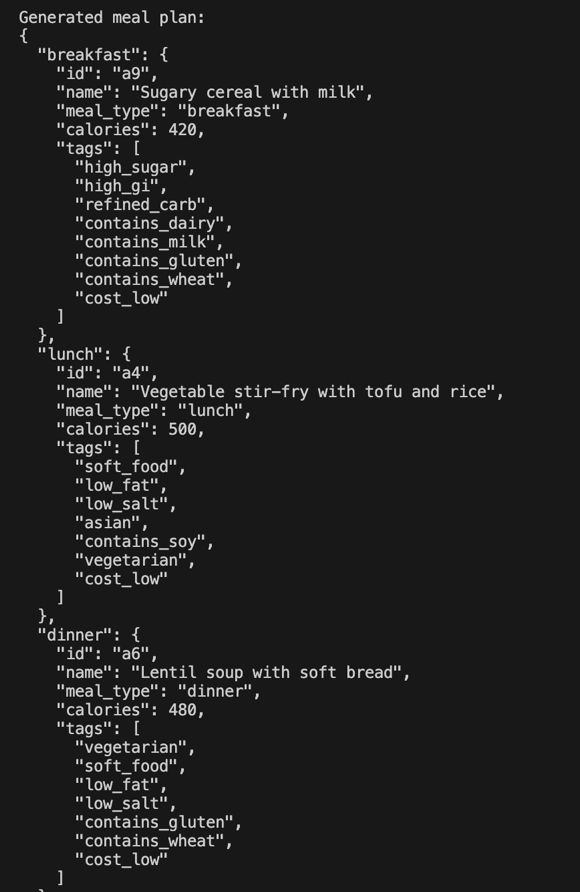 Generated meal plan:
{
  "breakfast": {
    "id": "a9",
    "name": "Sugary cereal with milk",
    "meal_type": "breakfast",
    "calories": 420,
    "tags": [
      "high_sugar",
      "high_gi",
      "refined_carb",
      "contains_dairy",
      "contains_milk",
      "contains_gluten",
      "contains_wheat",
      "cost_low"
    ]
  },
  "lunch": {
    "id": "a4",
    "name": "Vegetable stir-fry with tofu and rice",
    "meal_type": "lunch",
    "calories": 500,
    "tags": [
      "soft_food",
      "low_fat",
      "low_salt",
      "asian",
      "contains_soy",
      "vegetarian",
      "cost_low"
    ]
  },
  "dinner": {
    "id": "a6",
    "name": "Lentil soup with soft bread",
    "meal_type": "dinner",
    "calories": 480,
    "tags": [
      "vegetarian",
      "soft_food",
      "low_fat",
      "low_salt",
      "contains_gluten",
      "contains_wheat",
      "cost_low"
    ]